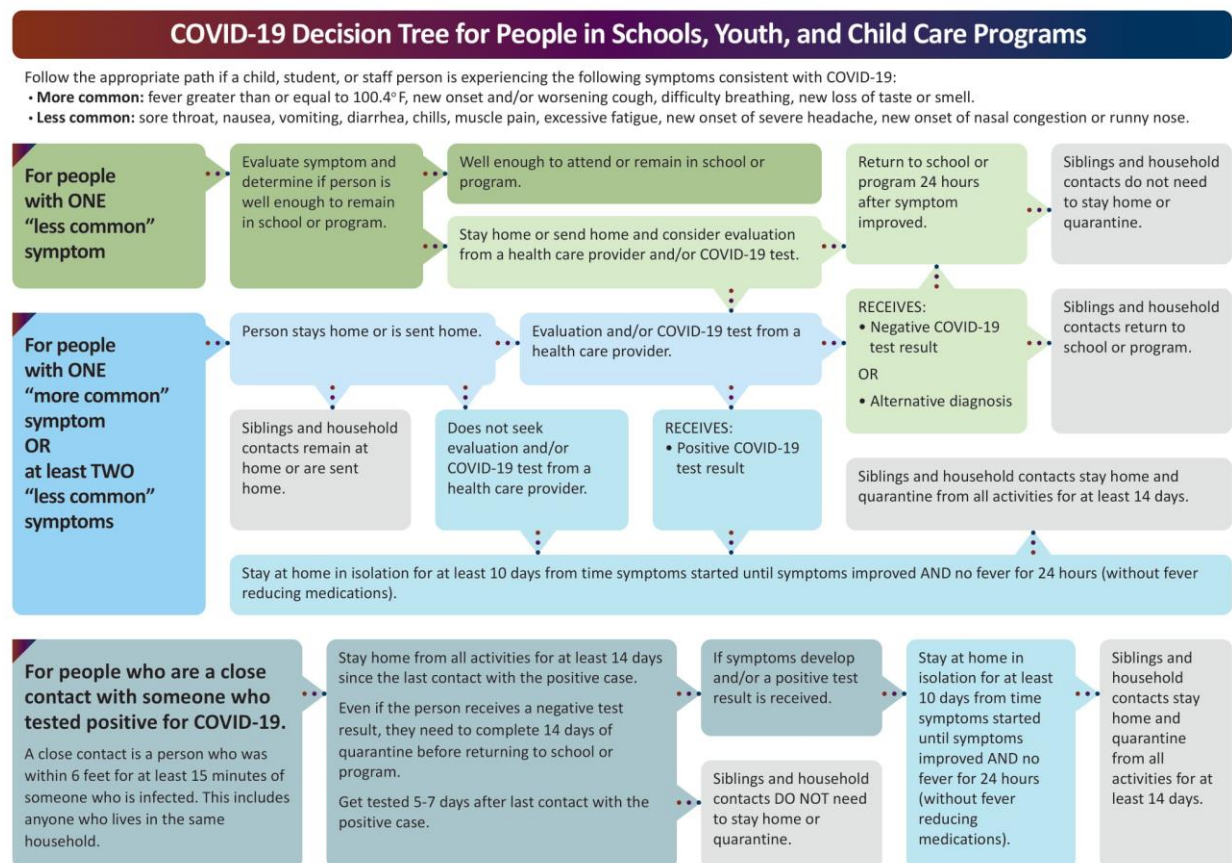 COVID-19 Decision Tree for People in Schools, Youth, and Child Care Programs
Follow the appropriate path if a child, student, or staff person is experiencing the following symptoms consistent with COVID-19:
• More common: fever greater than or equal to 100.4° F, new onset and/or worsening cough, difficulty breathing, new loss of taste or smell.
• Less common: sore throat, nausea, vomiting, diarrhea, chills, muscle pain, excessive fatigue, new onset of severe headache, new onset of nasal congestion or runny nose.
For people
with ONE
“less common”
symptom
Evaluate symptom and
determine if person is
well enough to remain
in school or program.
Well enough to attend or remain in school or
program.
Stay home or send home and consider evaluation
from a health care provider and/or COVID-19 test.
Return to school or
program 24 hours
after symptom
improved.
Siblings and household
contacts do not need
to stay home or
quarantine.
For people
with ONE
“more common”
symptom
OR
at least TWO
“less common”
symptoms
Person stays home or is sent home.
Evaluation and/or COVID-19 test from a
health care provider.
RECEIVES:
• Negative COVID-19
test result
OR
• Alternative diagnosis
Siblings and household
contacts return to
school or program.
Siblings and household
contacts remain at
home or are sent
home.
Does not seek
evaluation and/or
COVID-19 test from a
health care provider.
RECEIVES:
• Positive COVID-19
test result
Siblings and household contacts stay home and
quarantine from all activities for at least 14 days.
Stay at home in isolation for at least 10 days from time symptoms started until symptoms improved AND no fever for 24 hours (without fever
reducing medications).
For people who are a close
contact with someone who
tested positive for COVID-19.
A close contact is a person who was
within 6 feet for at least 15 minutes of
someone who is infected. This includes
anyone who lives in the same
household.
Stay home from all activities for at least 14 days
since the last contact with the positive case.
Even if the person receives a negative test
result, they need to complete 14 days of
quarantine before returning to school or
program.
Get tested 5-7 days after last contact with the
positive case.
If symptoms develop
and/or a positive test
result is received.
Siblings and household
contacts DO NOT need
to stay home or
quarantine.
Stay at home in
isolation for at least
10 days from time
symptoms started
until symptoms
improved AND no
fever for 24 hours
(without fever
reducing
medications).
Siblings and
household
contacts stay
home and
quarantine
from all
activities for at
least 14 days.